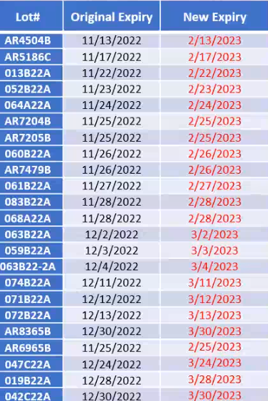 Lot# Original Expiry New Expiry
AR4504B 11/13/2022 2/13/2023
AR5186C 11/17/2022 2/17/2023
013B22A 11/22/2022 2/22/2023
052B22A 11/23/2022 2/23/2023
064A22A 11/24/2022 2/24/2023
AR7204B 11/25/2022 2/25/2023
AR7205B 11/25/2022 2/25/2023
060B22A 11/26/2022 2/26/2023
AR7479B 11/26/2022 2/26/2023
061B22A 11/27/2022 2/27/2023
083B22A 11/28/2022 2/28/2023
068A22A 11/28/2022 2/28/2023
063B22A 12/2/2022 3/2/2023
059B22A 12/3/2022 3/3/2023
063B22-2A 12/4/2022 3/4/2023
074B22A 12/11/2022 3/11/2023
071B22A 12/12/2022 3/12/2023
072B22A 12/13/2022 3/13/2023
AR8365B 12/30/2022 3/30/2023
AR6965B 11/25/2022 2/25/2023
047C22A 12/24/2022 3/24/2023
019B22A 12/28/2022 3/28/2023
042C22A 12/30/2022 3/30/2023